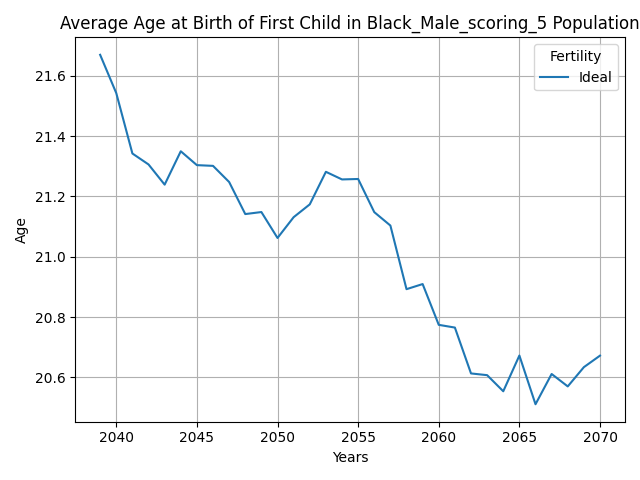 Average Age at Birth of First Child in Black_Male_scoring_5 Population
Fertility
Ideal
Age
21.6
21.4
21.2
21.0
20.8
20.6
2040 2045 2050 2055 2060 2065 2070
Years